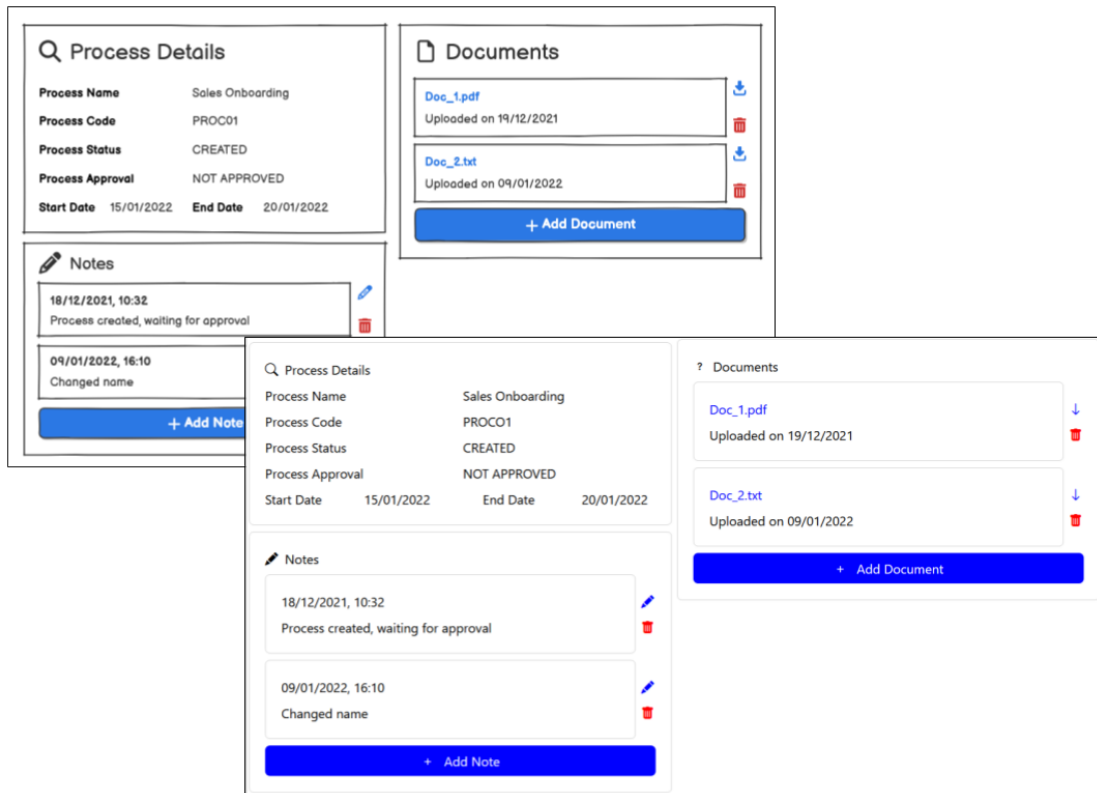 Process Details
Process Name Sales Onboarding
Process Code PROC01
Process Status CREATED
Process Approval NOT APPROVED
Start Date 15/01/2022 End Date 20/01/2022
Notes
18/12/2021, 10:32
Process created, waiting for approval
09/01/2022, 16:10
Changed name
+ Add Note
Documents
Doc_1.pdf
Uploaded on 19/12/2021
Doc_2.txt
Uploaded on 09/01/2022
+ Add Document
Process Details
Process Name Sales Onboarding
Process Code PROCO1
Process Status CREATED
Process Approval NOT APPROVED
Start Date 15/01/2022 End Date 20/01/2022
Notes
18/12/2021, 10:32
Process created, waiting for approval
09/01/2022, 16:10
Changed name
+ Add Note
? Documents
Doc_1.pdf
Uploaded on 19/12/2021
Doc_2.txt
Uploaded on 09/01/2022
+ Add Document